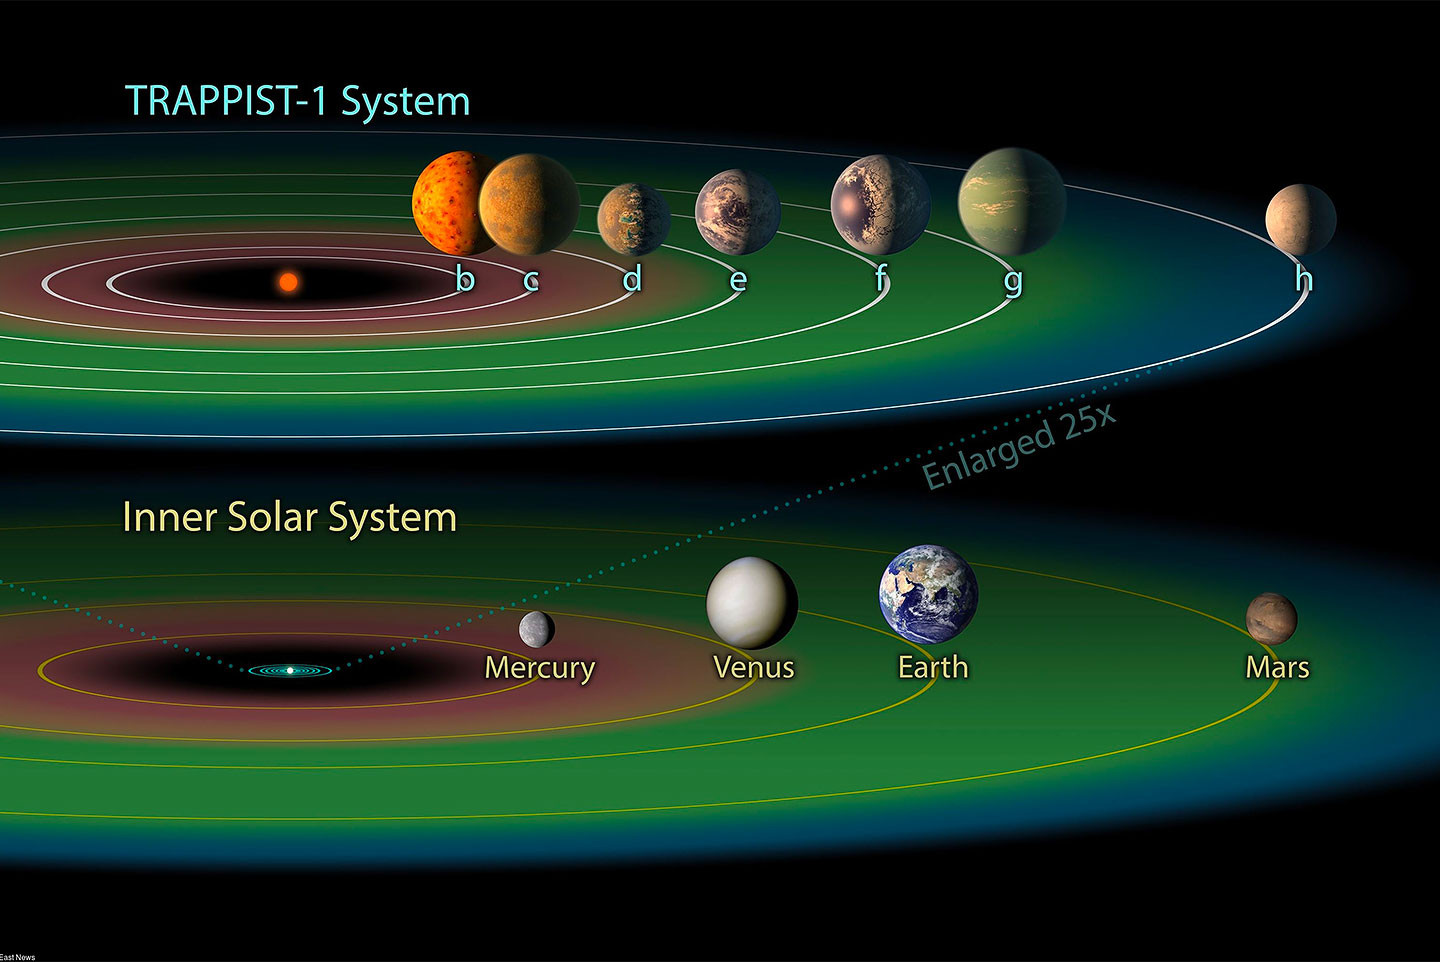 TRAPPIST-1 System
b c d e f g h
Enlarged 25x
Inner Solar System
Mercury Venus Earth Mars
East News